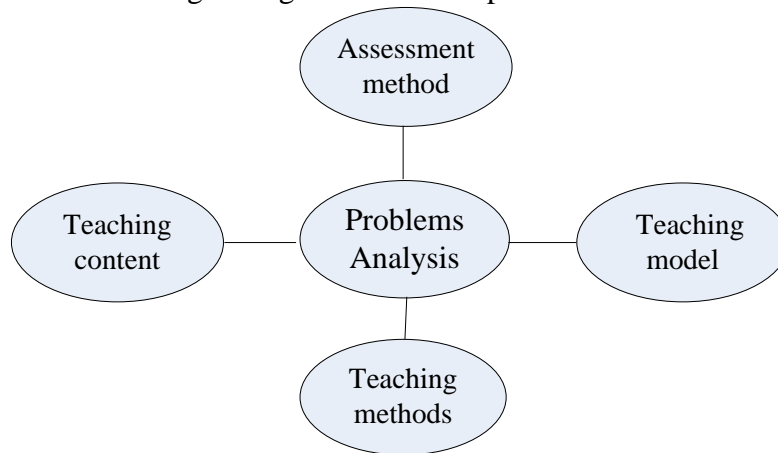 Assessment
method
Teaching
content
Problems
Analysis
Teaching
model
Teaching
methods